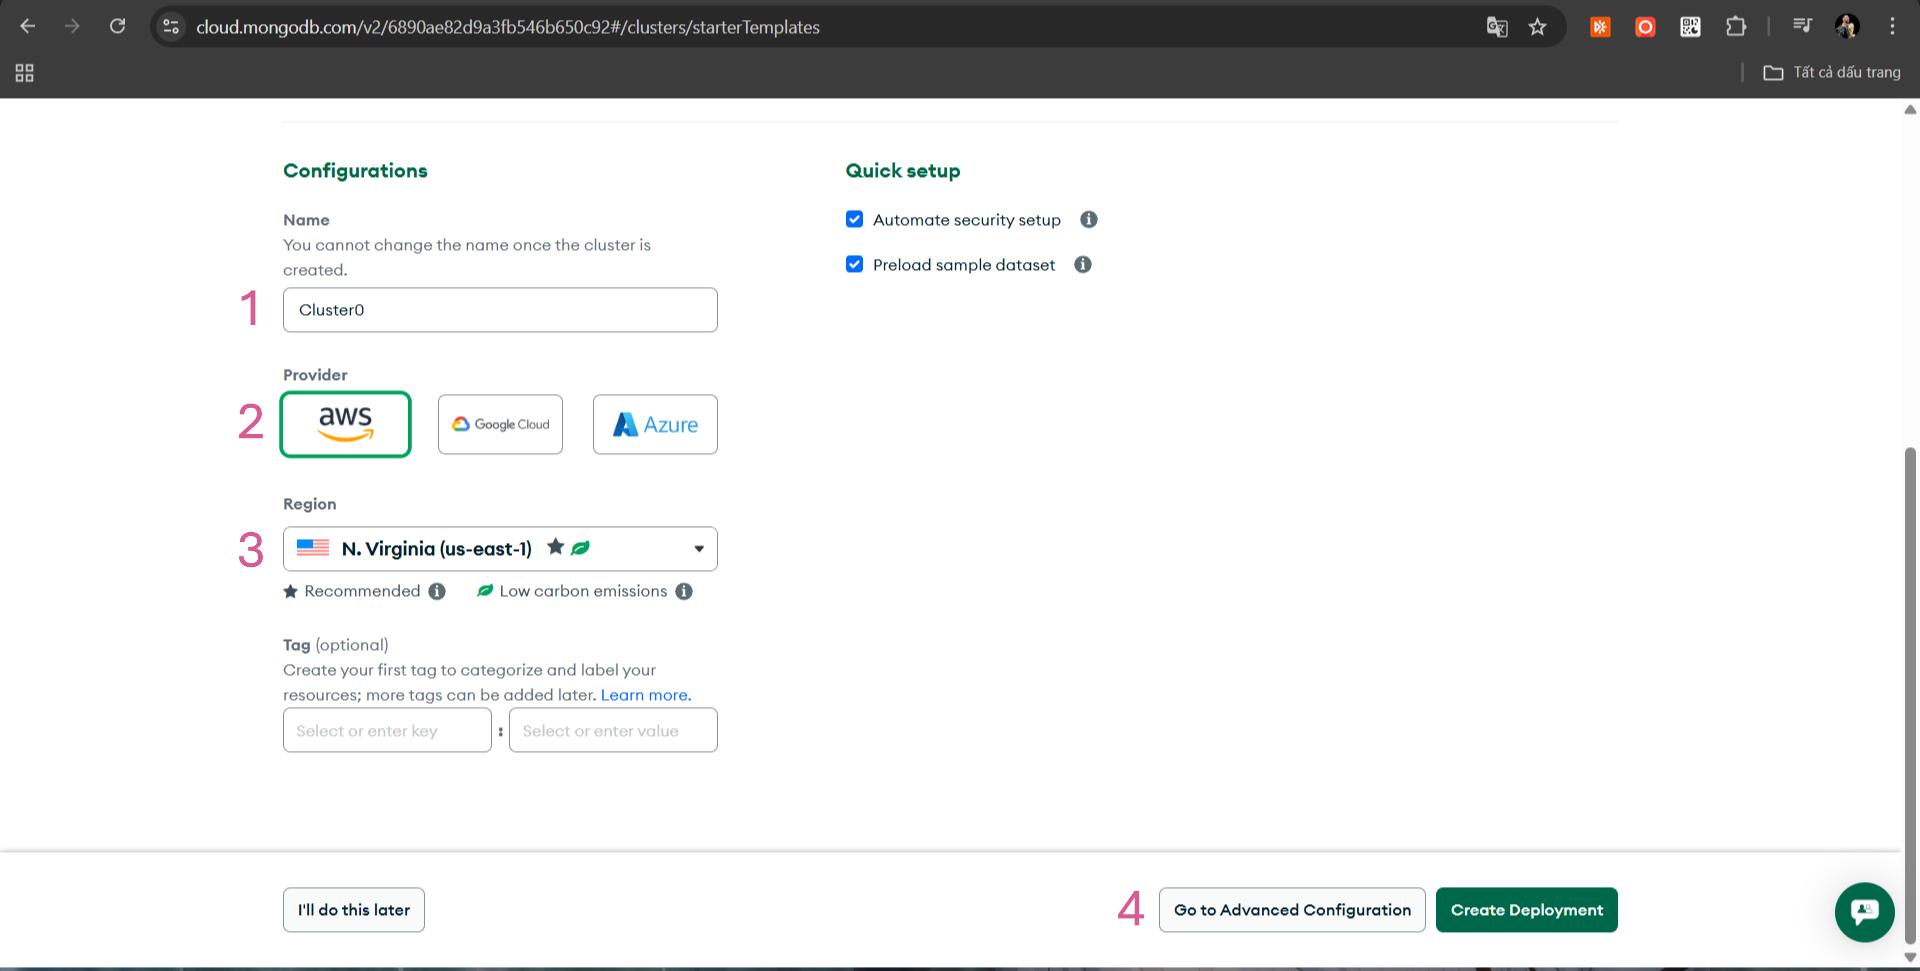 cloud.mongodb.com/v2/6890ae82d9a3fb546b650c92#/clusters/starterTemplates
Tất cả dấu trang
Configurations
Quick setup
Name
You cannot change the name once the cluster is
created.
Automate security setup
Preload sample dataset
1
Cluster0
Provider
2
aws
Google Cloud
Azure
Region
3
N. Virginia (us-east-1)
Recommended
Low carbon emissions
Tag (optional)
Create your first tag to categorize and label your
resources; more tags can be added later. Learn more.
Select or enter key : Select or enter value
I'll do this later
4
Go to Advanced Configuration
Create Deployment